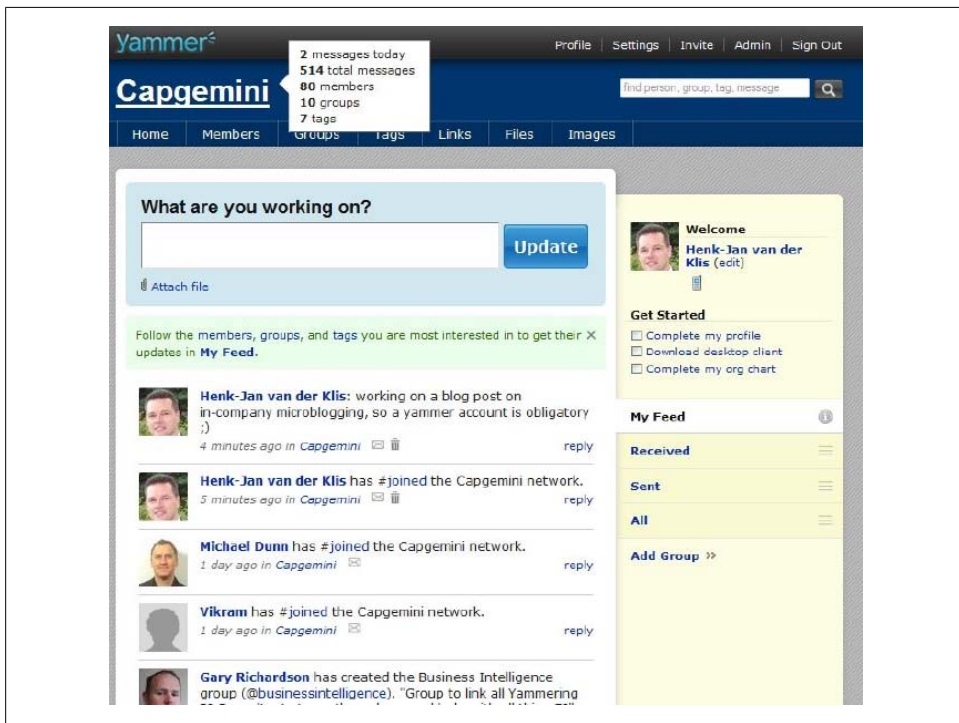 yammer
Profile | Settings | Invite | Admin | Sign Out
2 messages today
514 total messages
80 members
10 groups
7 tags
Capgemini
find person, group, tag, message
Home Members Groups Tags Links Files Images
What are you working on?
Update
Attach file
Follow the members, groups, and tags you are most interested in to get their
updates in My Feed.
Henk-Jan van der Klis: working on a blog post on
in-company microblogging, so a yammer account is obligatory
;)
4 minutes ago in Capgemini
reply
Henk-Jan van der Klis has #joined the Capgemini network.
5 minutes ago in Capgemini
reply
Michael Dunn has #joined the Capgemini network.
1 day ago in Capgemini
reply
Vikram has #joined the Capgemini network.
1 day ago in Capgemini
reply
Gary Richardson has created the Business Intelligence
group (@businessintelligence). "Group to link all Yammering
Welcome
Henk-Jan van der
Klis (edit)
Get Started
Complete my profile
Download desktop client
Complete my org chart
My Feed
Received
Sent
All
Add Group »